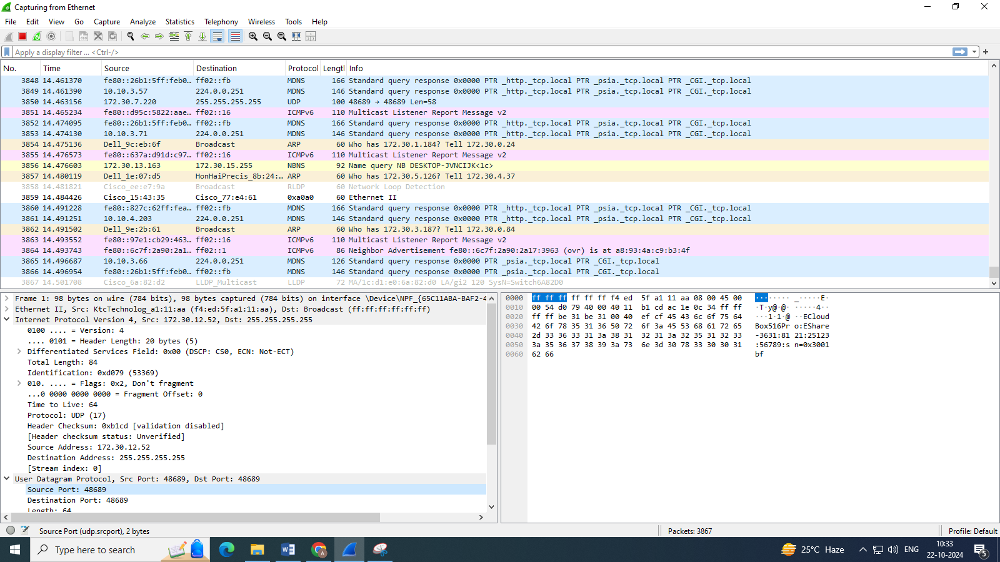 Capturing from Ethernet
File Edit View Go Capture Analyze Statistics Telephony Wireless Tools Help
Apply a display filter ... <Ctrl-/>
No. Time Source Destination Protocol Lengtl Info
3848 14.461370 fe80::26b1:5ff:feb0… ff02::fb MDNS 166 Standard query response 0x0000 PTR _http._tcp.local PTR _psia._tcp.local PTR _CGI._tcp.local
3849 14.461390 10.10.3.57 224.0.0.251 MDNS 146 Standard query response 0x0000 PTR _http._tcp.local PTR _psia._tcp.local PTR _CGI._tcp.local
3850 14.463156 172.30.7.220 255.255.255.255 UDP 100 48689 → 48689 Len=58
3851 14.465234 fe80::d95c:5822:aae… ff02::16 ICMPv6 110 Multicast Listener Report Message v2
3852 14.474095 fe80::26b1:5ff:feb0… ff02::fb MDNS 166 Standard query response 0x0000 PTR _http._tcp.local PTR _psia._tcp.local PTR _CGI._tcp.local
3853 14.474130 10.10.3.71 224.0.0.251 MDNS 146 Standard query response 0x0000 PTR _http._tcp.local PTR _psia._tcp.local PTR _CGI._tcp.local
3854 14.475136 Dell_9c:eb:6f Broadcast ARP 60 Who has 172.30.1.184? Tell 172.30.0.24
3855 14.476573 fe80::637a:d91d:c97… ff02::16 ICMPv6 110 Multicast Listener Report Message v2
3856 14.476603 172.30.13.163 172.30.15.255 NBNS 92 Name query NB DESKTOP-JVNCIJK<1c>
3857 14.480119 Dell_1e:07:d5 HonHaiPrecis_8b:24:… ARP 60 Who has 172.30.5.126? Tell 172.30.4.37
3858 14.481821 Cisco_ee:e7:9a Broadcast RLDP 60 Network Loop Detection
3859 14.484426 Cisco_15:43:35 Cisco_77:e4:61 0xa0a0 60 Ethernet II
3860 14.491228 fe80::827c:62ff:fea… ff02::fb MDNS 166 Standard query response 0x0000 PTR _http._tcp.local PTR _psia._tcp.local PTR _CGI._tcp.local
3861 14.491251 10.10.4.203 224.0.0.251 MDNS 146 Standard query response 0x0000 PTR _http._tcp.local PTR _psia._tcp.local PTR _CGI._tcp.local
3862 14.491502 Dell_9e:2b:61 Broadcast ARP 60 Who has 172.30.3.187? Tell 172.30.0.84
3863 14.493552 fe80::97e1:cb29:463… ff02::16 ICMPv6 110 Multicast Listener Report Message v2
3864 14.493743 fe80::6c7f:2a90:2a1… ff02::1 ICMPv6 86 Neighbor Advertisement fe80::6c7f:2a90:2a17:3963 (ovr) is at a8:93:4a:c9:b3:4f
3865 14.496687 10.10.3.66 224.0.0.251 MDNS 126 Standard query response 0x0000 PTR _psia._tcp.local PTR _CGI._tcp.local
3866 14.496954 fe80::26b1:5ff:feb0… ff02::fb MDNS 146 Standard query response 0x0000 PTR _psia._tcp.local PTR _CGI._tcp.local
3867 14.501708 Cisco_6a:82:d2 LLDP_Multicast LLDP 72 MA/1c:d1:e0:6a:82:d0 LA/gi2 120 SysN=Switch6A82D0
Frame 1: 98 bytes on wire (784 bits), 98 bytes captured (784 bits) on interface \Device\NPF_{65C11ABA-BAF2-4
Ethernet II, Src: KtcTechnolog_a1:11:aa (f4:ed:5f:a1:11:aa), Dst: Broadcast (ff:ff:ff:ff:ff:ff)
Internet Protocol Version 4, Src: 172.30.12.52, Dst: 255.255.255.255
0100 .... = Version: 4
.... 0101 = Header Length: 20 bytes (5)
Differentiated Services Field: 0x00 (DSCP: CS0, ECN: Not-ECT)
Total Length: 84
Identification: 0xd079 (53369)
010. .... = Flags: 0x2, Don't fragment
...0 0000 0000 0000 = Fragment Offset: 0
Time to Live: 64
Protocol: UDP (17)
Header Checksum: 0xb1cd [validation disabled]
[Header checksum status: Unverified]
Source Address: 172.30.12.52
Destination Address: 255.255.255.255
[Stream index: 0]
User Datagram Protocol, Src Port: 48689, Dst Port: 48689
Source Port: 48689
Destination Port: 48689
Length: 64
0000 ff ff ff ff ff ff f4 ed 5f a1 11 aa 08 00 45 00 ········ _·····E·
0010 00 54 d0 79 40 00 40 11 b1 cd ac 1e 0c 34 ff ff ·T·y@·@· ·····4··
0020 ff ff be 31 be 31 00 40 ef cf 45 43 6c 6f 75 64 ···1·1·@ ··ECloud
0030 42 6f 78 35 31 36 50 72 6f 3a 45 53 68 61 72 65 Box516Pr o:EShare
0040 2d 33 36 33 31 3a 38 31 32 31 3a 32 35 31 32 33 -3631:81 21:25123
0050 3a 35 36 37 38 39 3a 73 6e 3d 30 78 33 30 30 31 :56789:s n=0x3001
0060 62 66 bf
Source Port (udp.srcport), 2 bytes Packets: 3867 Profile: Default
Type here to search 25°C Haze ENG 10:33
22-10-2024 5